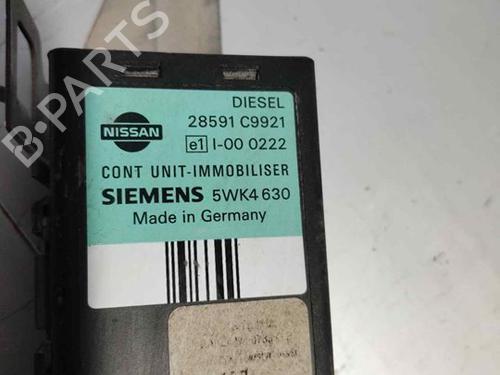 B-PARTS
DIESEL
28591 C9921
NISSAN
e1 I-00 0222
CONT UNIT-IMMOBILISER
SIEMENS 5WK4 630
Made in Germany